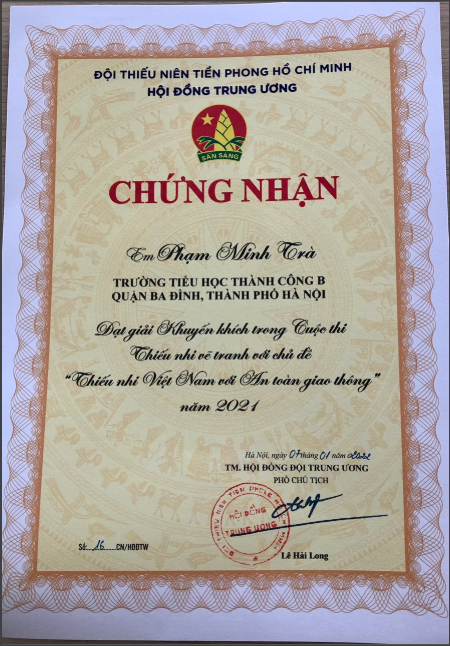 ĐỘI THIẾU NIÊN TIỀN PHONG HỒ CHÍ MINH
HỘI ĐỒNG TRUNG ƯƠNG
SẴN SÀNG
CHỨNG NHẬN
Em Phạm Minh Trà
TRƯỜNG TIỂU HỌC THÀNH CÔNG B
QUẬN BA ĐÌNH, THÀNH PHỐ HÀ NỘI
Đạt giải Khuyến khích trong Cuộc thi
Thiếu nhi vẽ tranh với chủ đề
"Thiếu nhi Việt Nam với An toàn giao thông"
năm 2021
Hà Nội, ngày 07 tháng 01 năm 2022
TM. HỘI ĐỒNG ĐỘI TRUNG ƯƠNG
PHÓ CHỦ TỊCH
HỘI ĐỒNG
TRUNG ƯƠNG
Số: 16 CN/HĐĐTW
Lê Hải Long